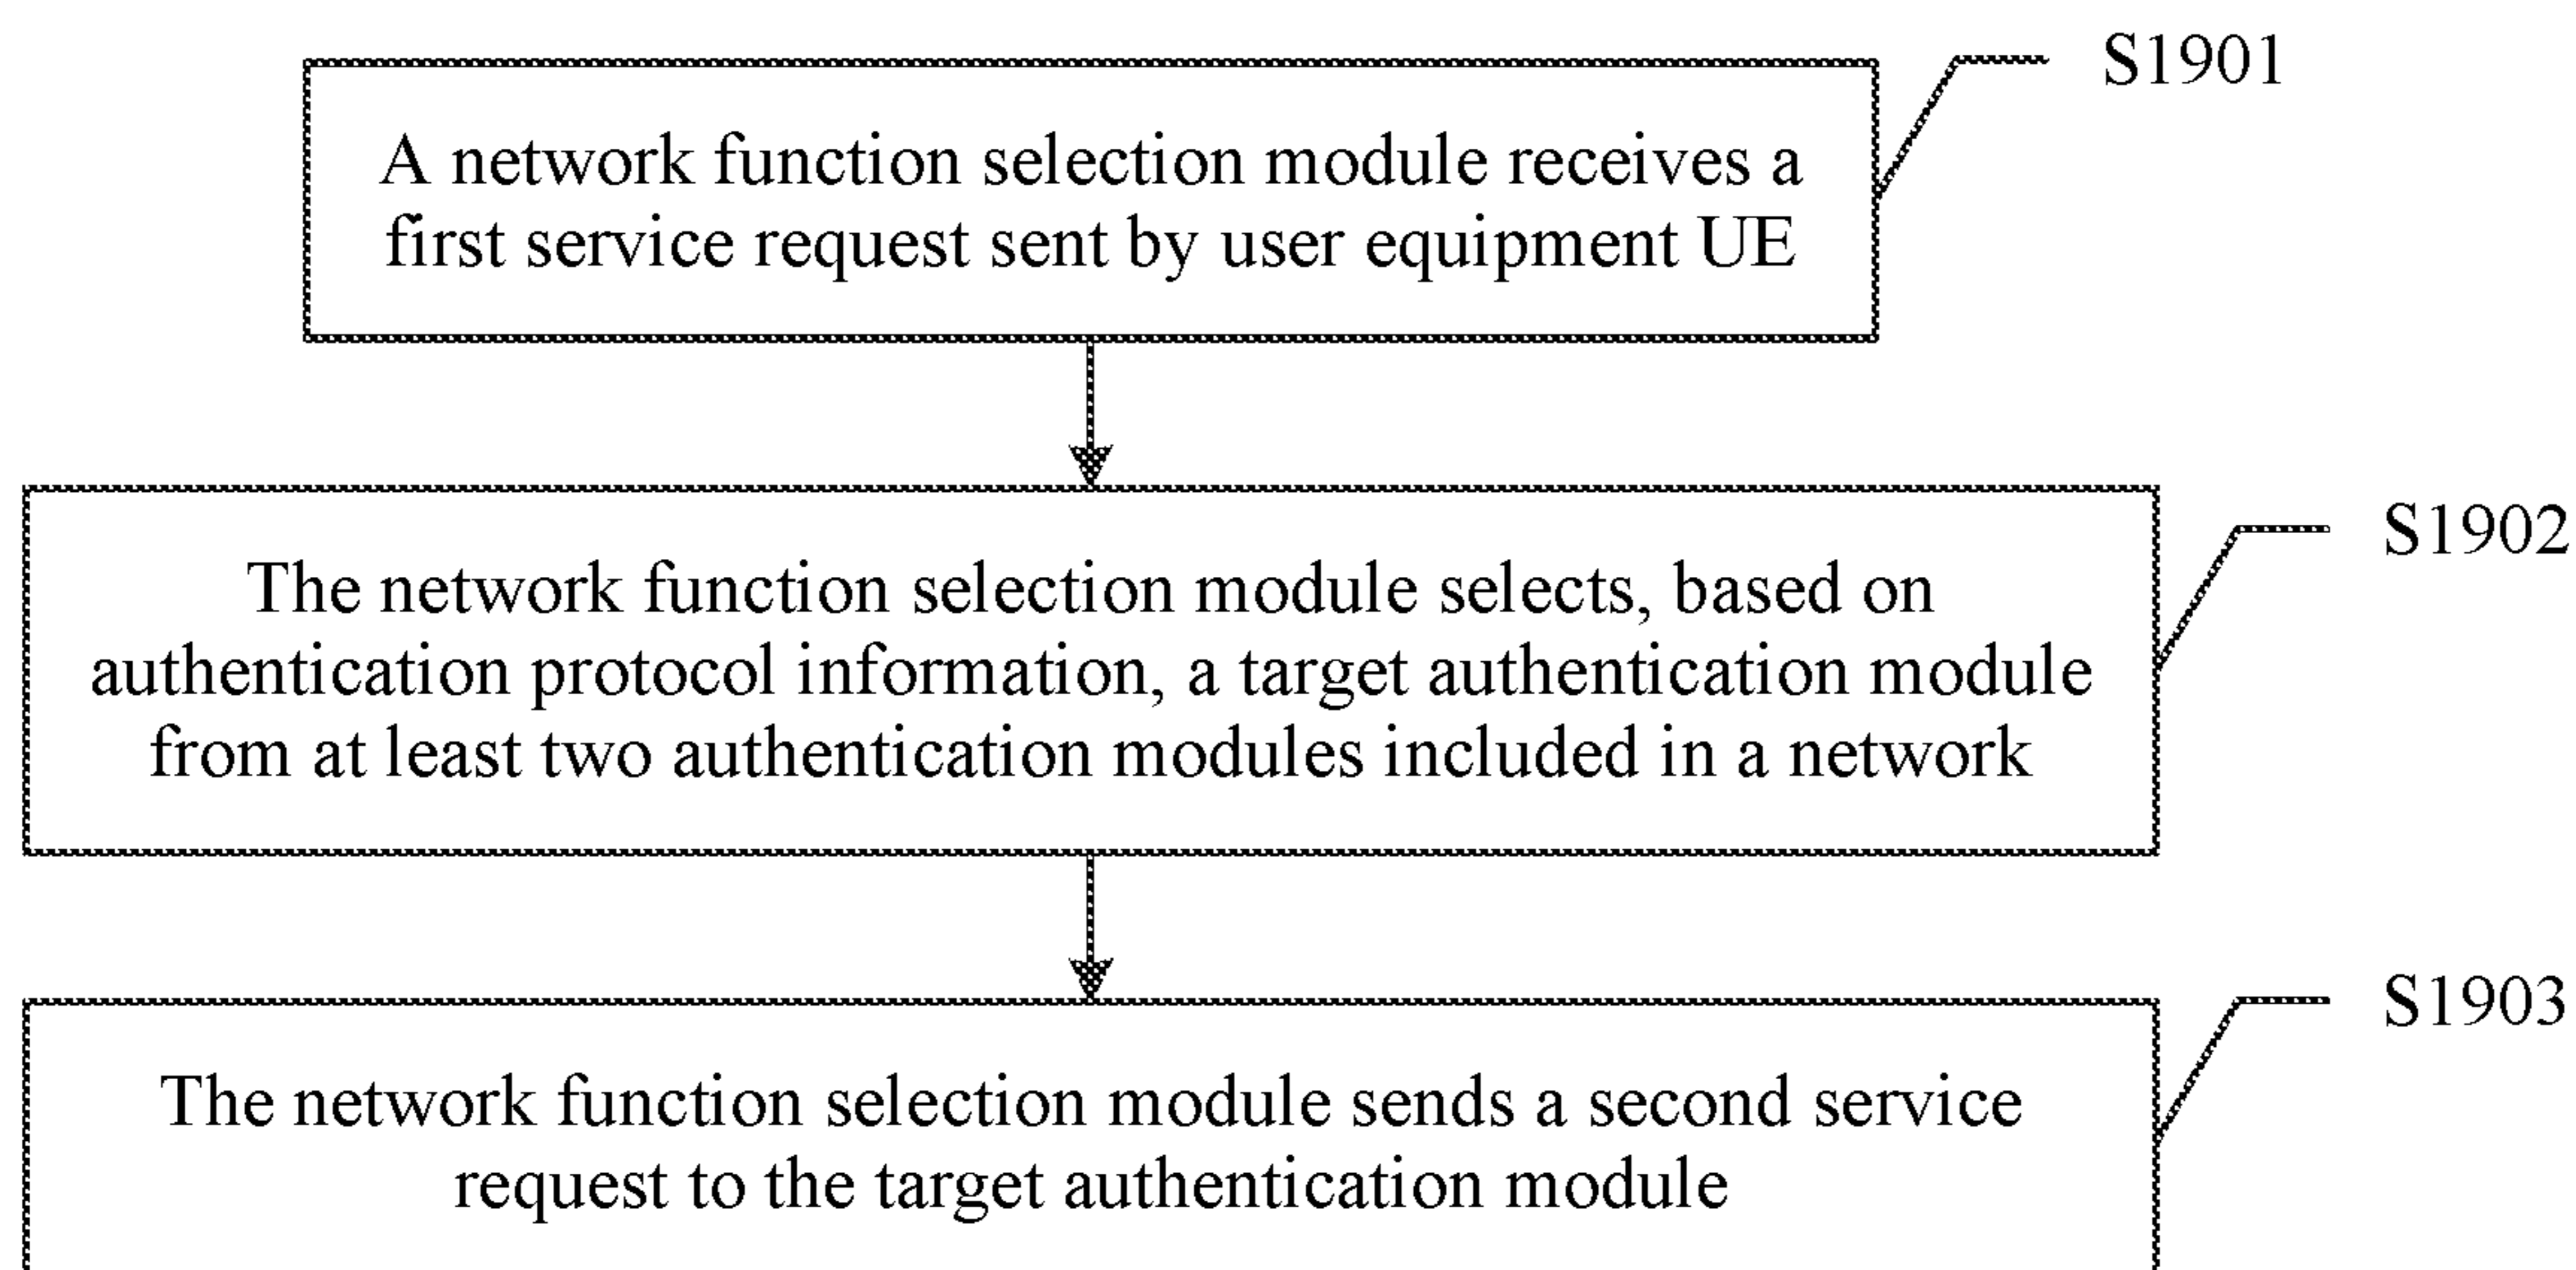 S1901
A network function selection module receives a
first service request sent by user equipment UE
S1902
The network function selection module selects, based on
authentication protocol information, a target authentication module
from at least two authentication modules included in a network
S1903
The network function selection module sends a second service
request to the target authentication module